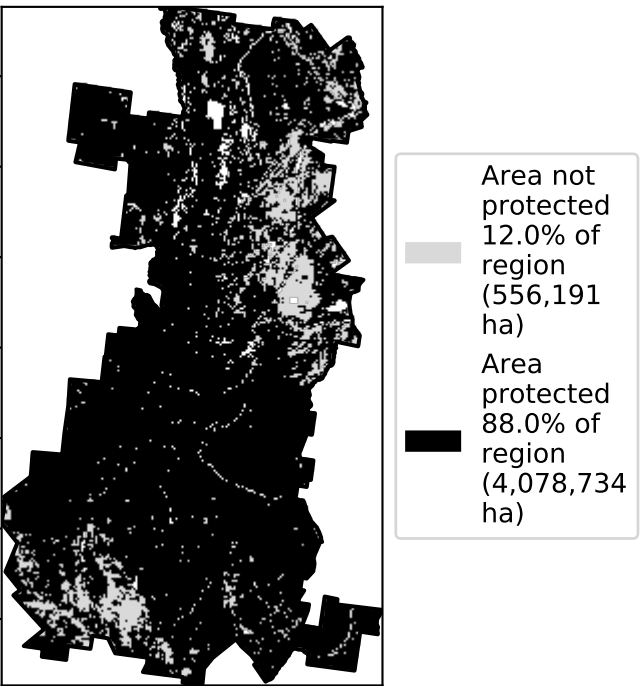 Area not
protected
12.0% of
region
(556,191
ha)
Area
protected
88.0% of
region
(4,078,734
ha)